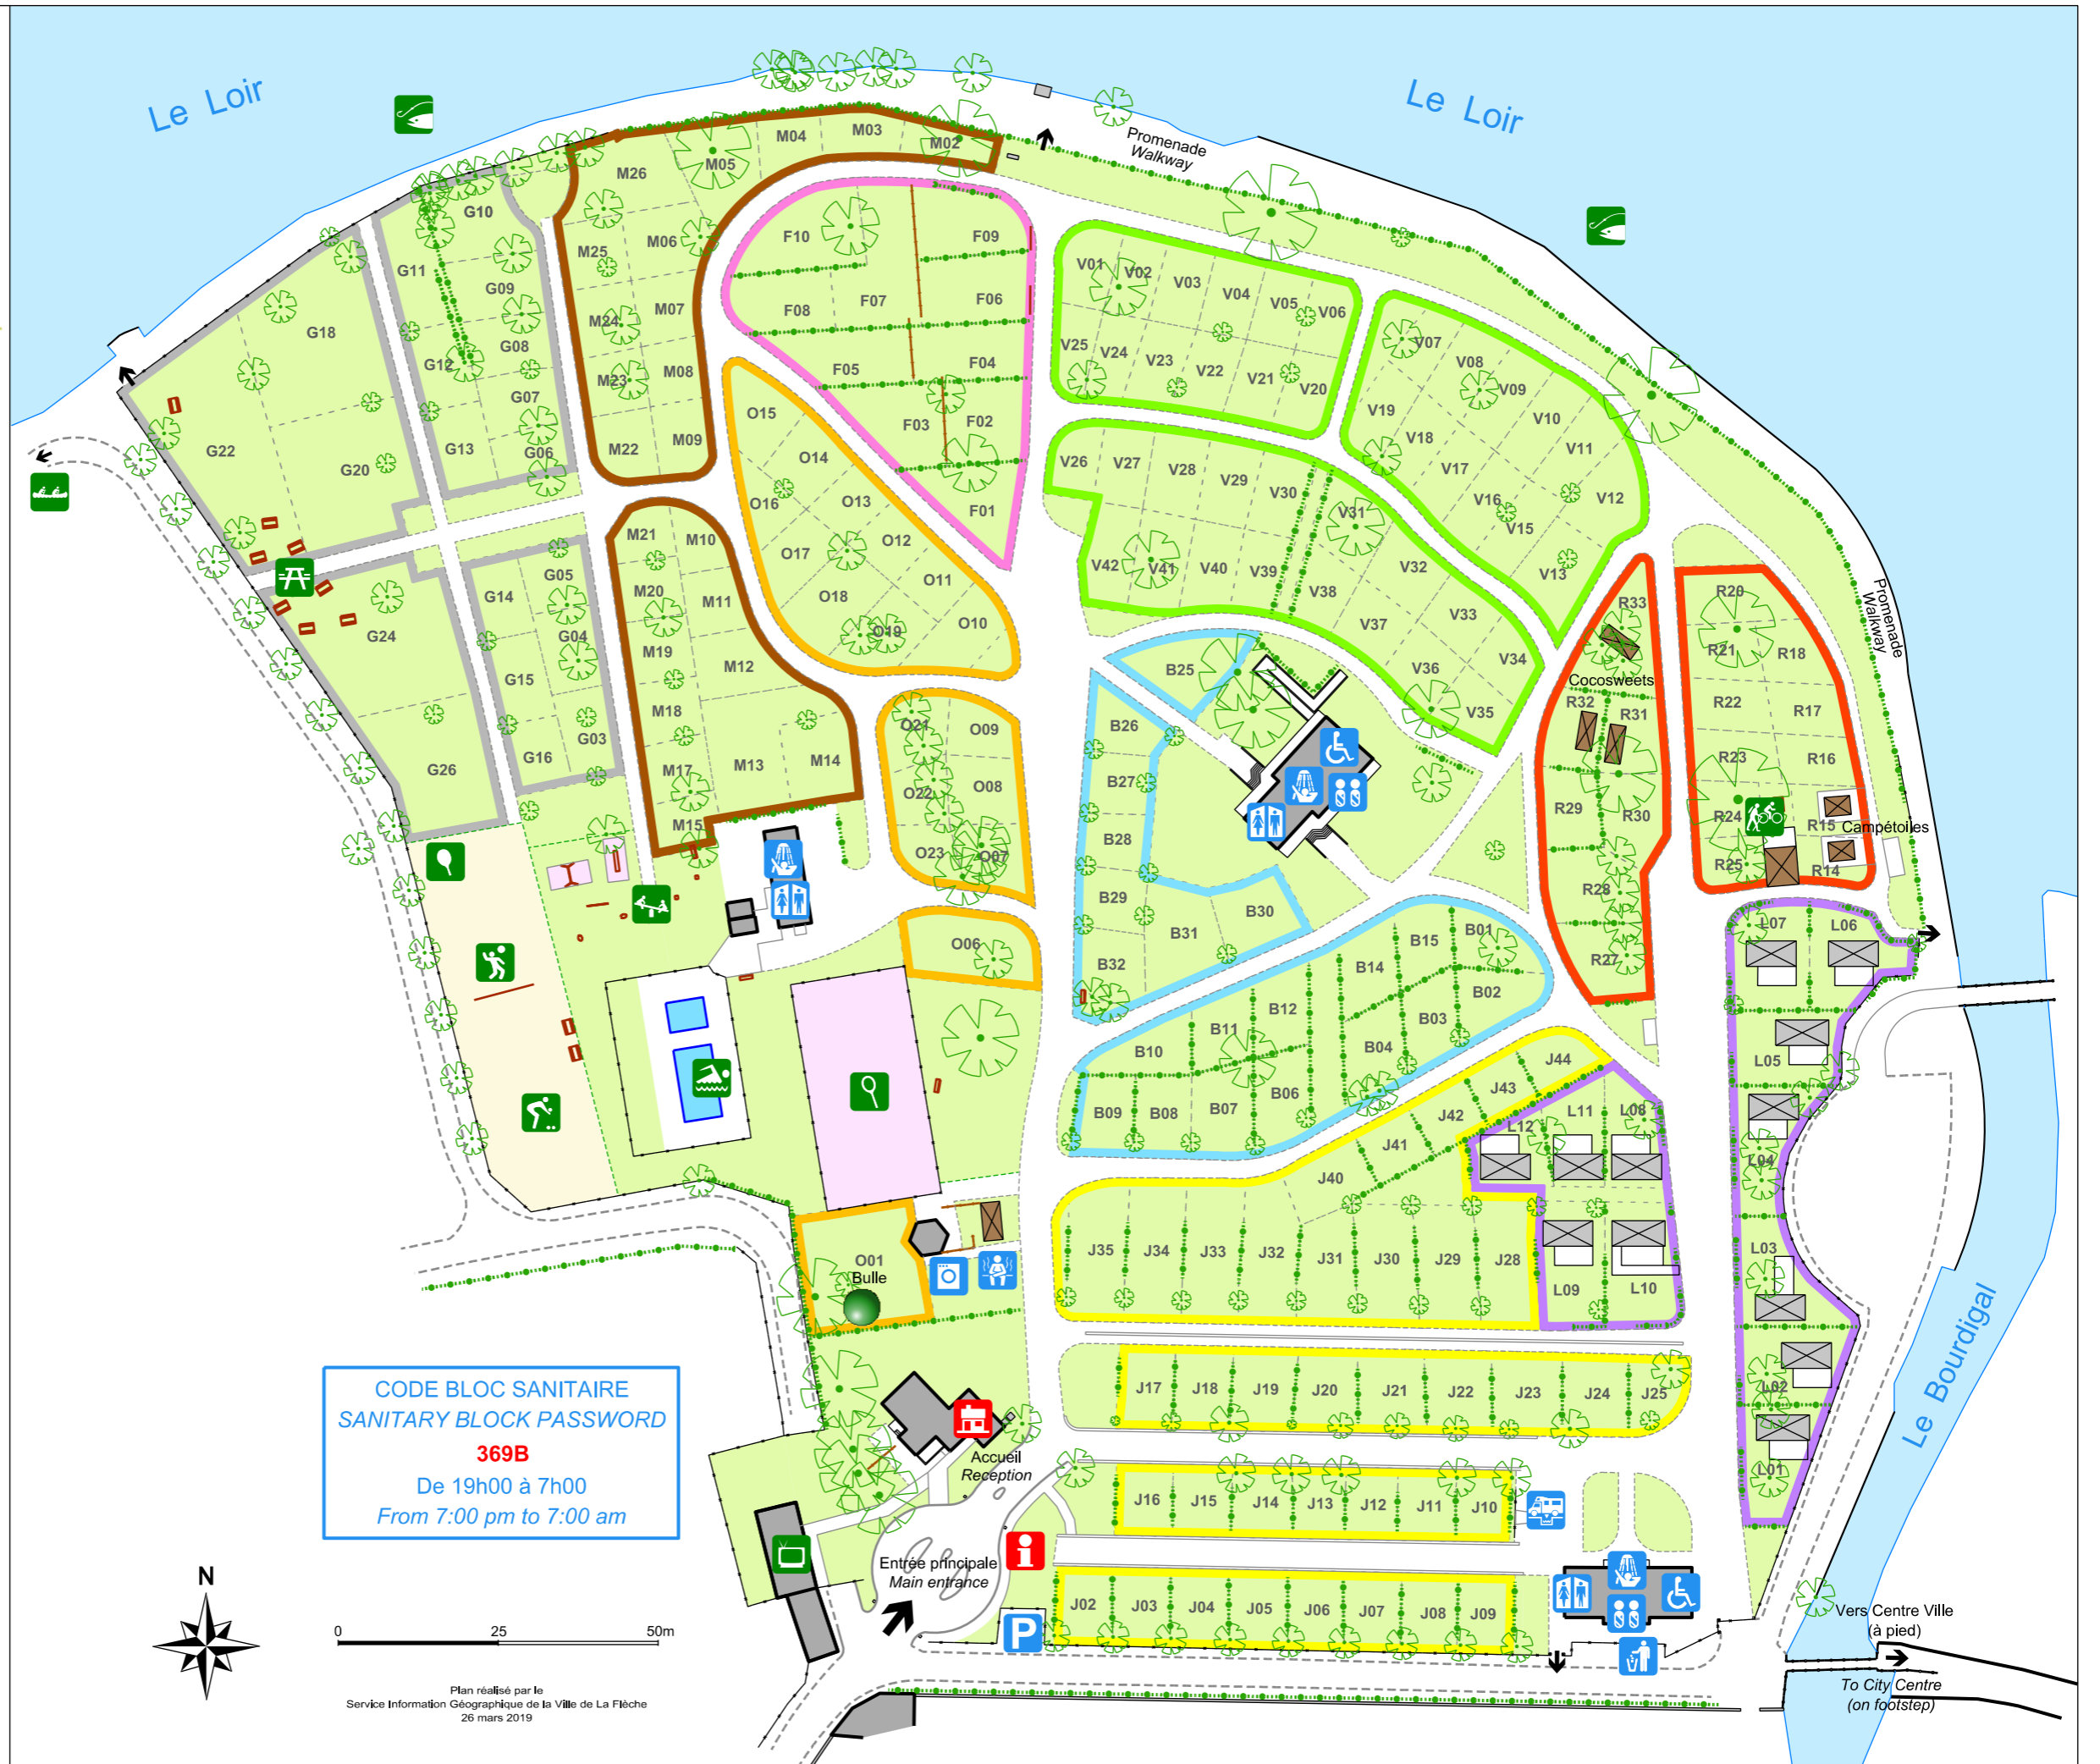 Le Loir
Le Loir
Promenade
Walkway
M04
M03
M02
M05
M26
M25
M06
M24
M07
M23
M08
M22
M09
G10
G11
G09
G12
G08
G07
G13
G06
G18
G22
G20
F10
F09
F08
F07
F06
F05
F04
F03
F02
F01
V01
V02
V03
V04
V05
V06
V25
V24
V23
V22
V21
V20
V07
V08
V09
V10
V11
V12
V19
V18
V17
V16
V15
V13
V26
V27
V28
V29
V30
V31
V32
V33
V34
V42
V41
V40
V39
V38
V37
V36
V35
O15
O14
O16
O13
O12
O17
O11
O18
O10
O19
M21
M10
M20
M11
M19
M12
M18
M17
M13
M14
M15
G05
G14
G04
G15
G03
G16
G24
G26
O21
O09
O22
O08
O23
O07
O06
B25
B26
B27
B28
B29
B30
B31
B32
R33
Cocosweets
R32
R31
R29
R30
R28
R27
R20
R21
R18
R22
R17
R23
R16
R24
R15
Campétoiles
R25
R14
Promenade
Walkway
B01
B15
B14
B02
B12
B03
B11
B10
B04
B09
B08
B07
B06
L07
L06
L05
L04
L03
L02
L01
J44
J43
J42
J41
J40
L11
L08
L12
L09
L10
J35
J34
J33
J32
J31
J30
J29
J28
O01
Bulle
J17
J18
J19
J20
J21
J22
J23
J24
J25
J16
J15
J14
J13
J12
J11
J10
J02
J03
J04
J05
J06
J07
J08
J09
Le Bourdigal
Accueil
Reception
Entrée principale
Main entrance
i
P
CODE BLOC SANITAIRE
SANITARY BLOCK PASSWORD
369B
De 19h00 à 7h00
From 7:00 pm to 7:00 am
N
0 25 50m
Plan réalisé par le
Service Information Géographique de la Ville de La Flèche
26 mars 2019
Vers Centre Ville
(à pied)
To City Centre
(on footstep)